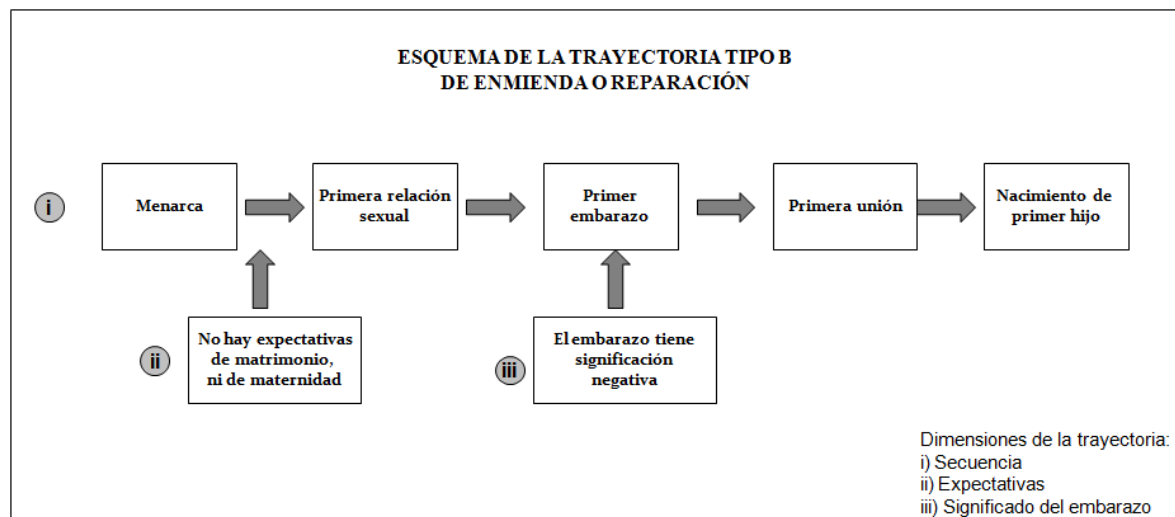 ESQUEMA DE LA TRAYECTORIA TIPO B
DE ENMIENDA O REPARACIÓN
i
Menarca
Primera relación
sexual
Primer
embarazo
Primera unión
Nacimiento de
primer hijo
ii
No hay expectativas
de matrimonio,
ni de maternidad
iii
El embarazo tiene
significación
negativa
Dimensiones de la trayectoria:
i) Secuencia
ii) Expectativas
iii) Significado del embarazo